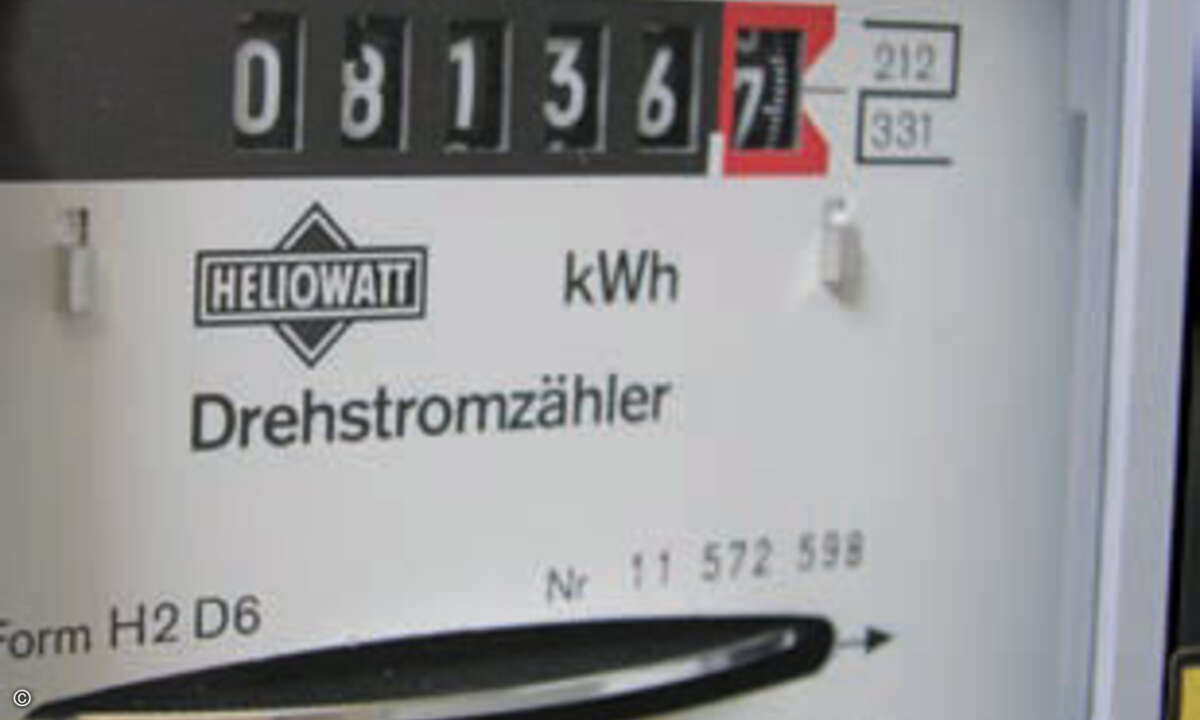 0 8 1 3 6 7
212
331
HELIOWATT
kWh
Drehstromzähler
Nr 11 572 598
Form H2 D6
©